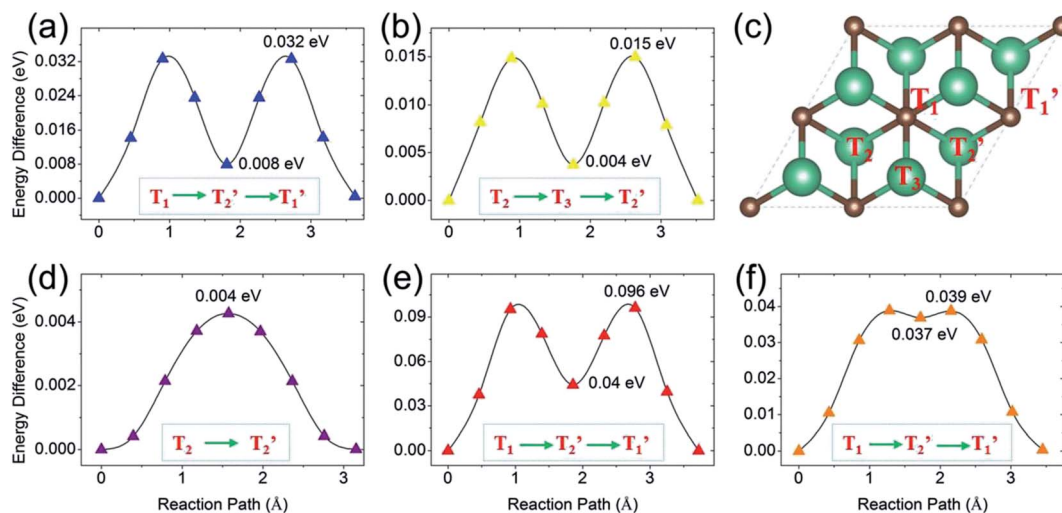 (a)
Energy Difference (eV)
0.032
0.024
0.016
0.008
0.000
0.032 eV
0.008 eV
T₁ → T₂’ → T₁’
0 1 2 3
(b)
0.015
0.010
0.005
0.000
0.015 eV
0.004 eV
T₂ → T₃ → T₂’
0 1 2 3
(c)
T₁ T₁’
T₂ T₂’
T₃
(d)
Energy Difference (eV)
0.006
0.004
0.002
0.000
0.004 eV
T₂ → T₂’
0 1 2 3
Reaction Path (Å)
(e)
0.12
0.09
0.06
0.03
0.00
0.096 eV
0.04 eV
T₁ → T₂’ → T₁’
0 1 2 3
Reaction Path (Å)
(f)
0.04
0.03
0.02
0.01
0.00
0.039 eV
0.037 eV
T₁ → T₂’ → T₁’
0 1 2 3
Reaction Path (Å)